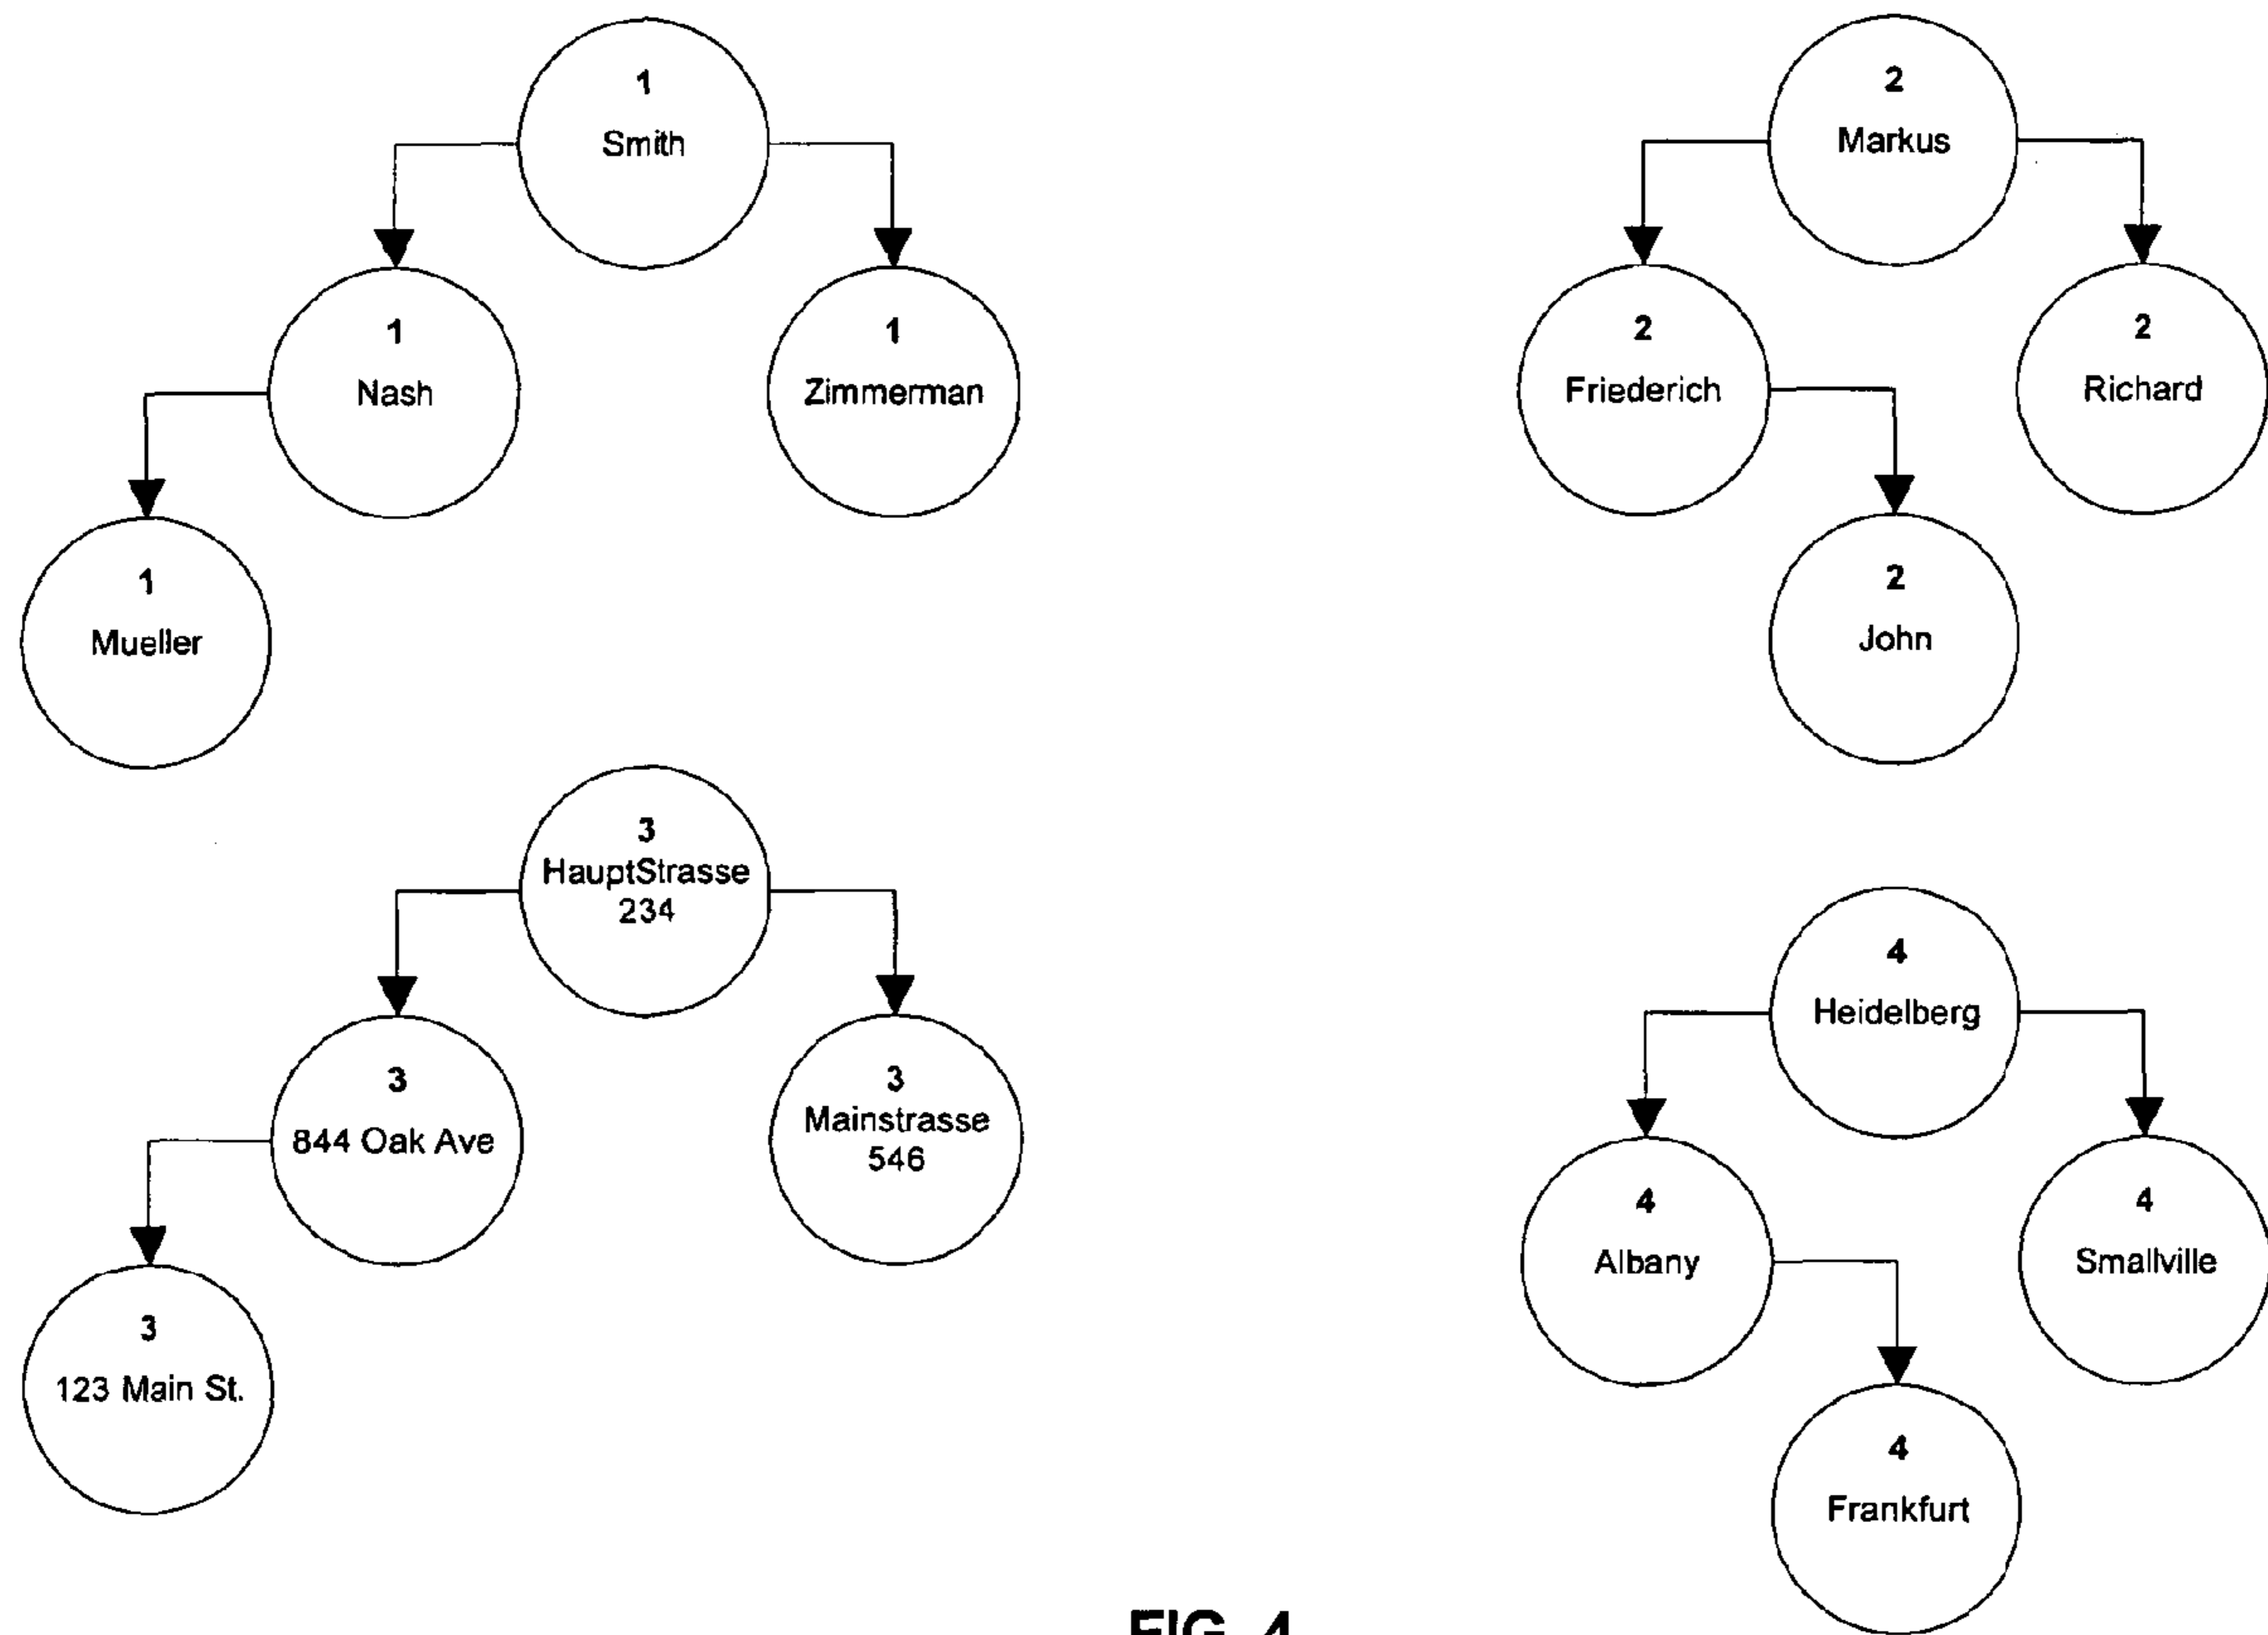 1
Smith
1
Nash
1
Zimmerman
1
Mueller
2
Markus
2
Friederich
2
Richard
2
John
3
HauptStrasse
234
3
844 Oak Ave
3
Mainstrasse
546
3
123 Main St.
4
Heidelberg
4
Albany
4
Smallville
4
Frankfurt
FIG. 4